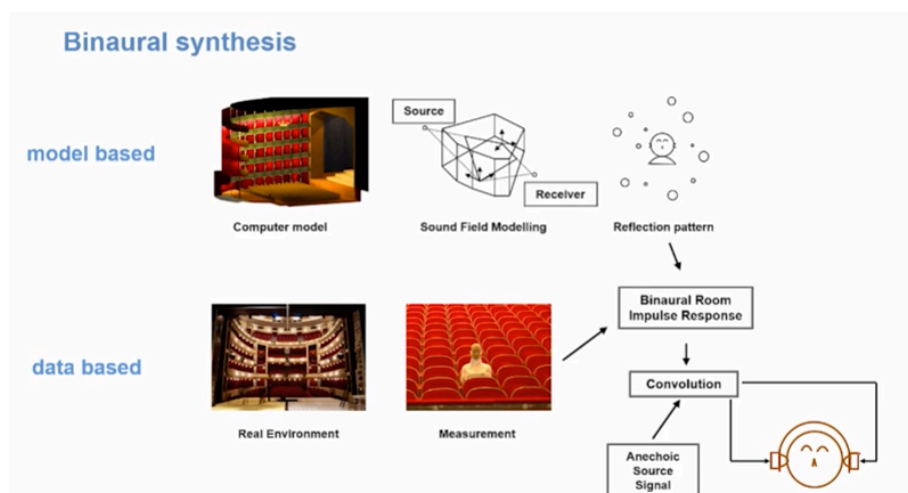 Binaural synthesis
model based
Source
Receiver
Computer model
Sound Field Modelling
Reflection pattern
Binaural Room
Impulse Response
data based
Convolution
Real Environment
Measurement
Anechoic
Source
Signal